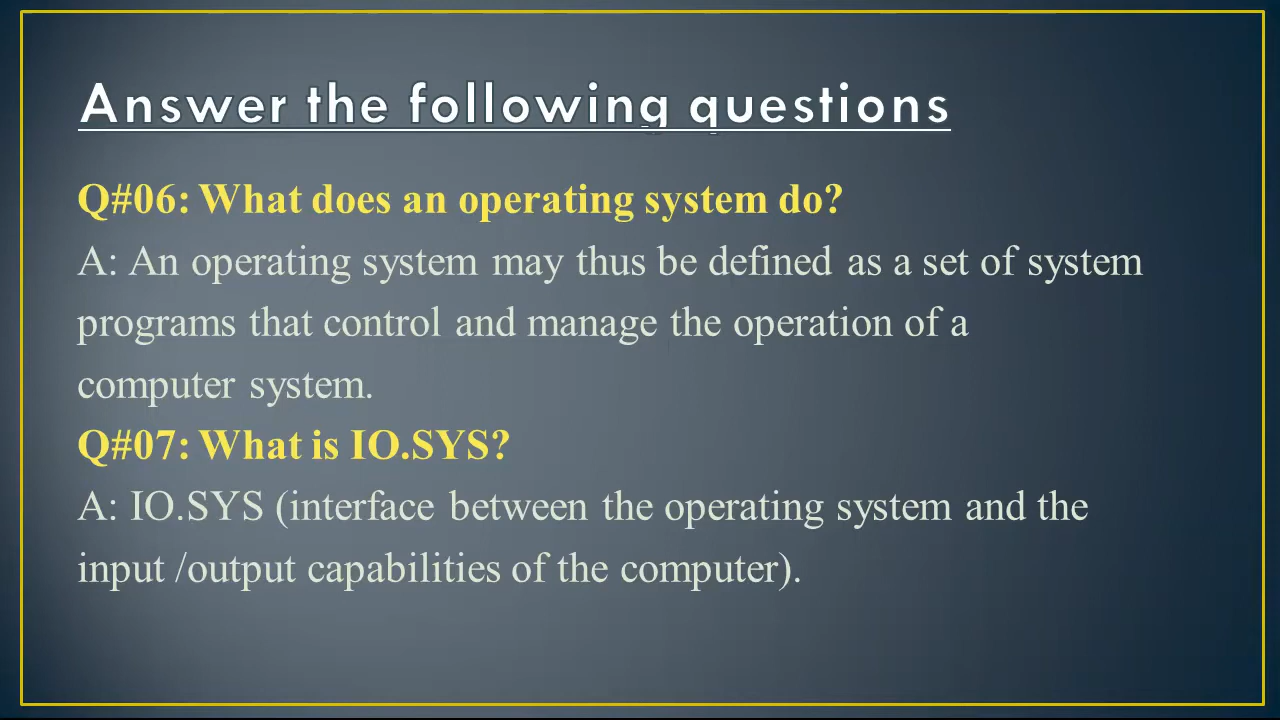 Answer the following questions
Q#06: What does an operating system do?
A: An operating system may thus be defined as a set of system
programs that control and manage the operation of a
computer system.
Q#07: What is IO.SYS?
A: IO.SYS (interface between the operating system and the
input /output capabilities of the computer).